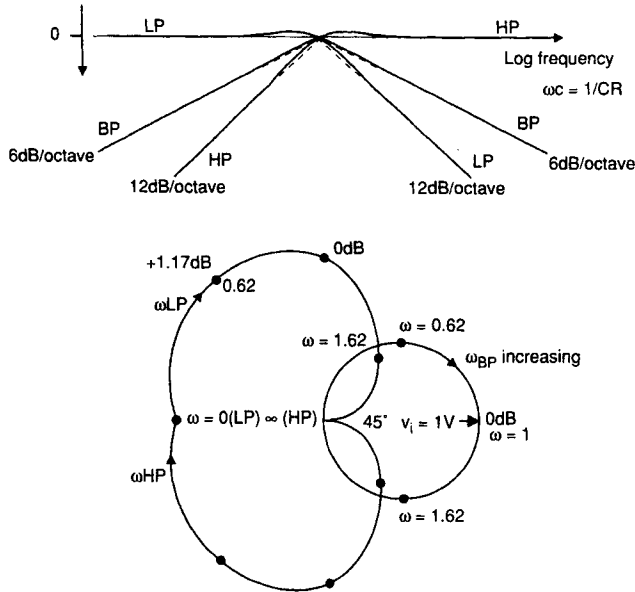 0
LP
HP
Log frequency
ωc = 1/CR
BP
BP
6dB/octave
HP
LP
6dB/octave
12dB/octave
12dB/octave
0dB
+1.17dB
0.62
ωLP
ω = 0.62
ω = 1.62
ωBP increasing
ω = 0(LP) ∞ (HP)
45° vi = 1V
0dB
ω = 1
ωHP
ω = 1.62